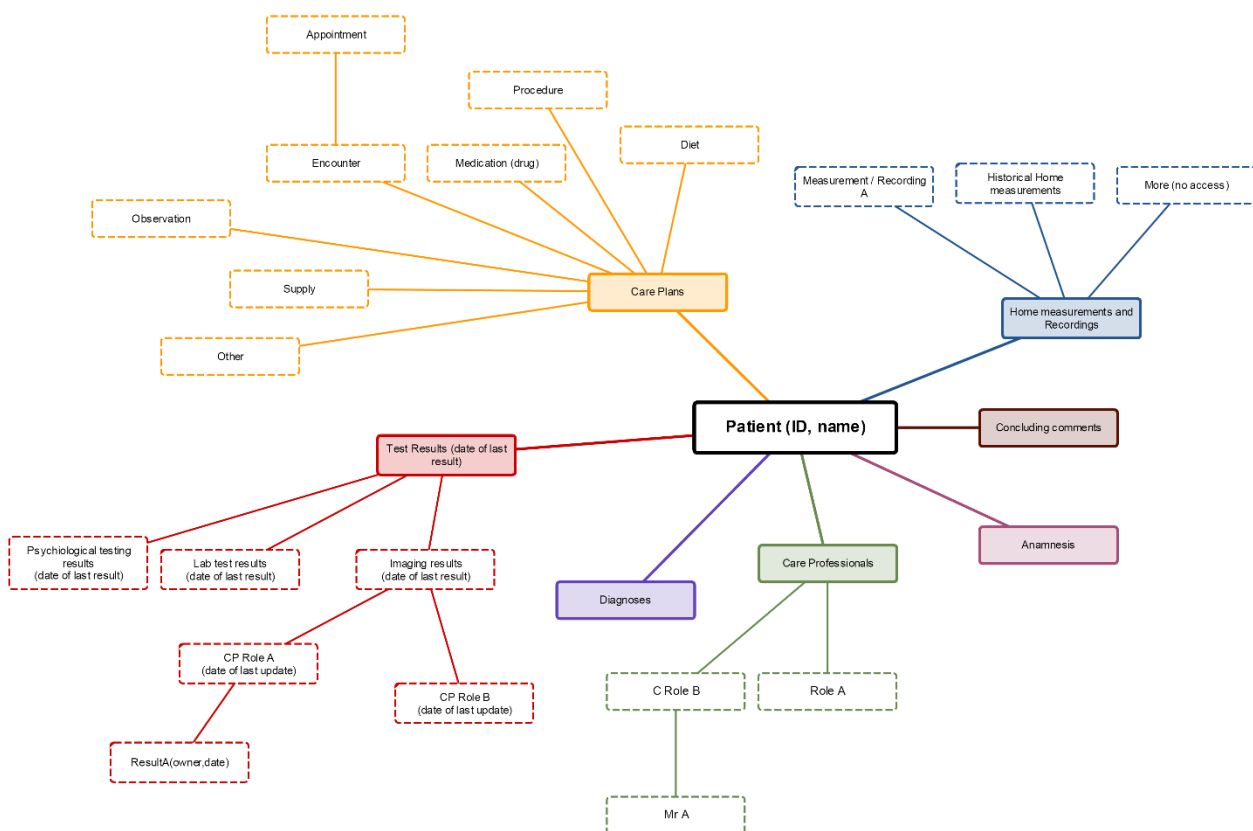 Appointment
Procedure
Diet
Encounter
Medication (drug)
Measurement / Recording
A
Historical Home
measurements
More (no access)
Observation
Supply
Care Plans
Home measurements and
Recordings
Other
Patient (ID, name)
Concluding comments
Test Results (date of last
result)
Anamnesis
Psychiological testing
results
(date of last result)
Lab test results
(date of last result)
Imaging results
(date of last result)
Care Professionals
Diagnoses
CP Role A
(date of last update)
CP Role B
(date of last update)
C Role B
Role A
ResultA(owner,date)
Mr A